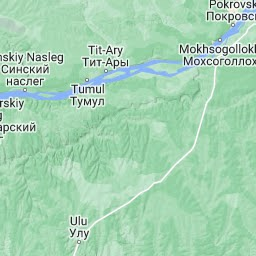 Pokrovsk
Покровск
Mokhsogollokh
Мохсоголлох
Tit-Ary
Тит-Ары
nskiy Nasleg
Синский
наслег
Tumul
Тумул
rskiy
g
арский
г
Ulu
Улу